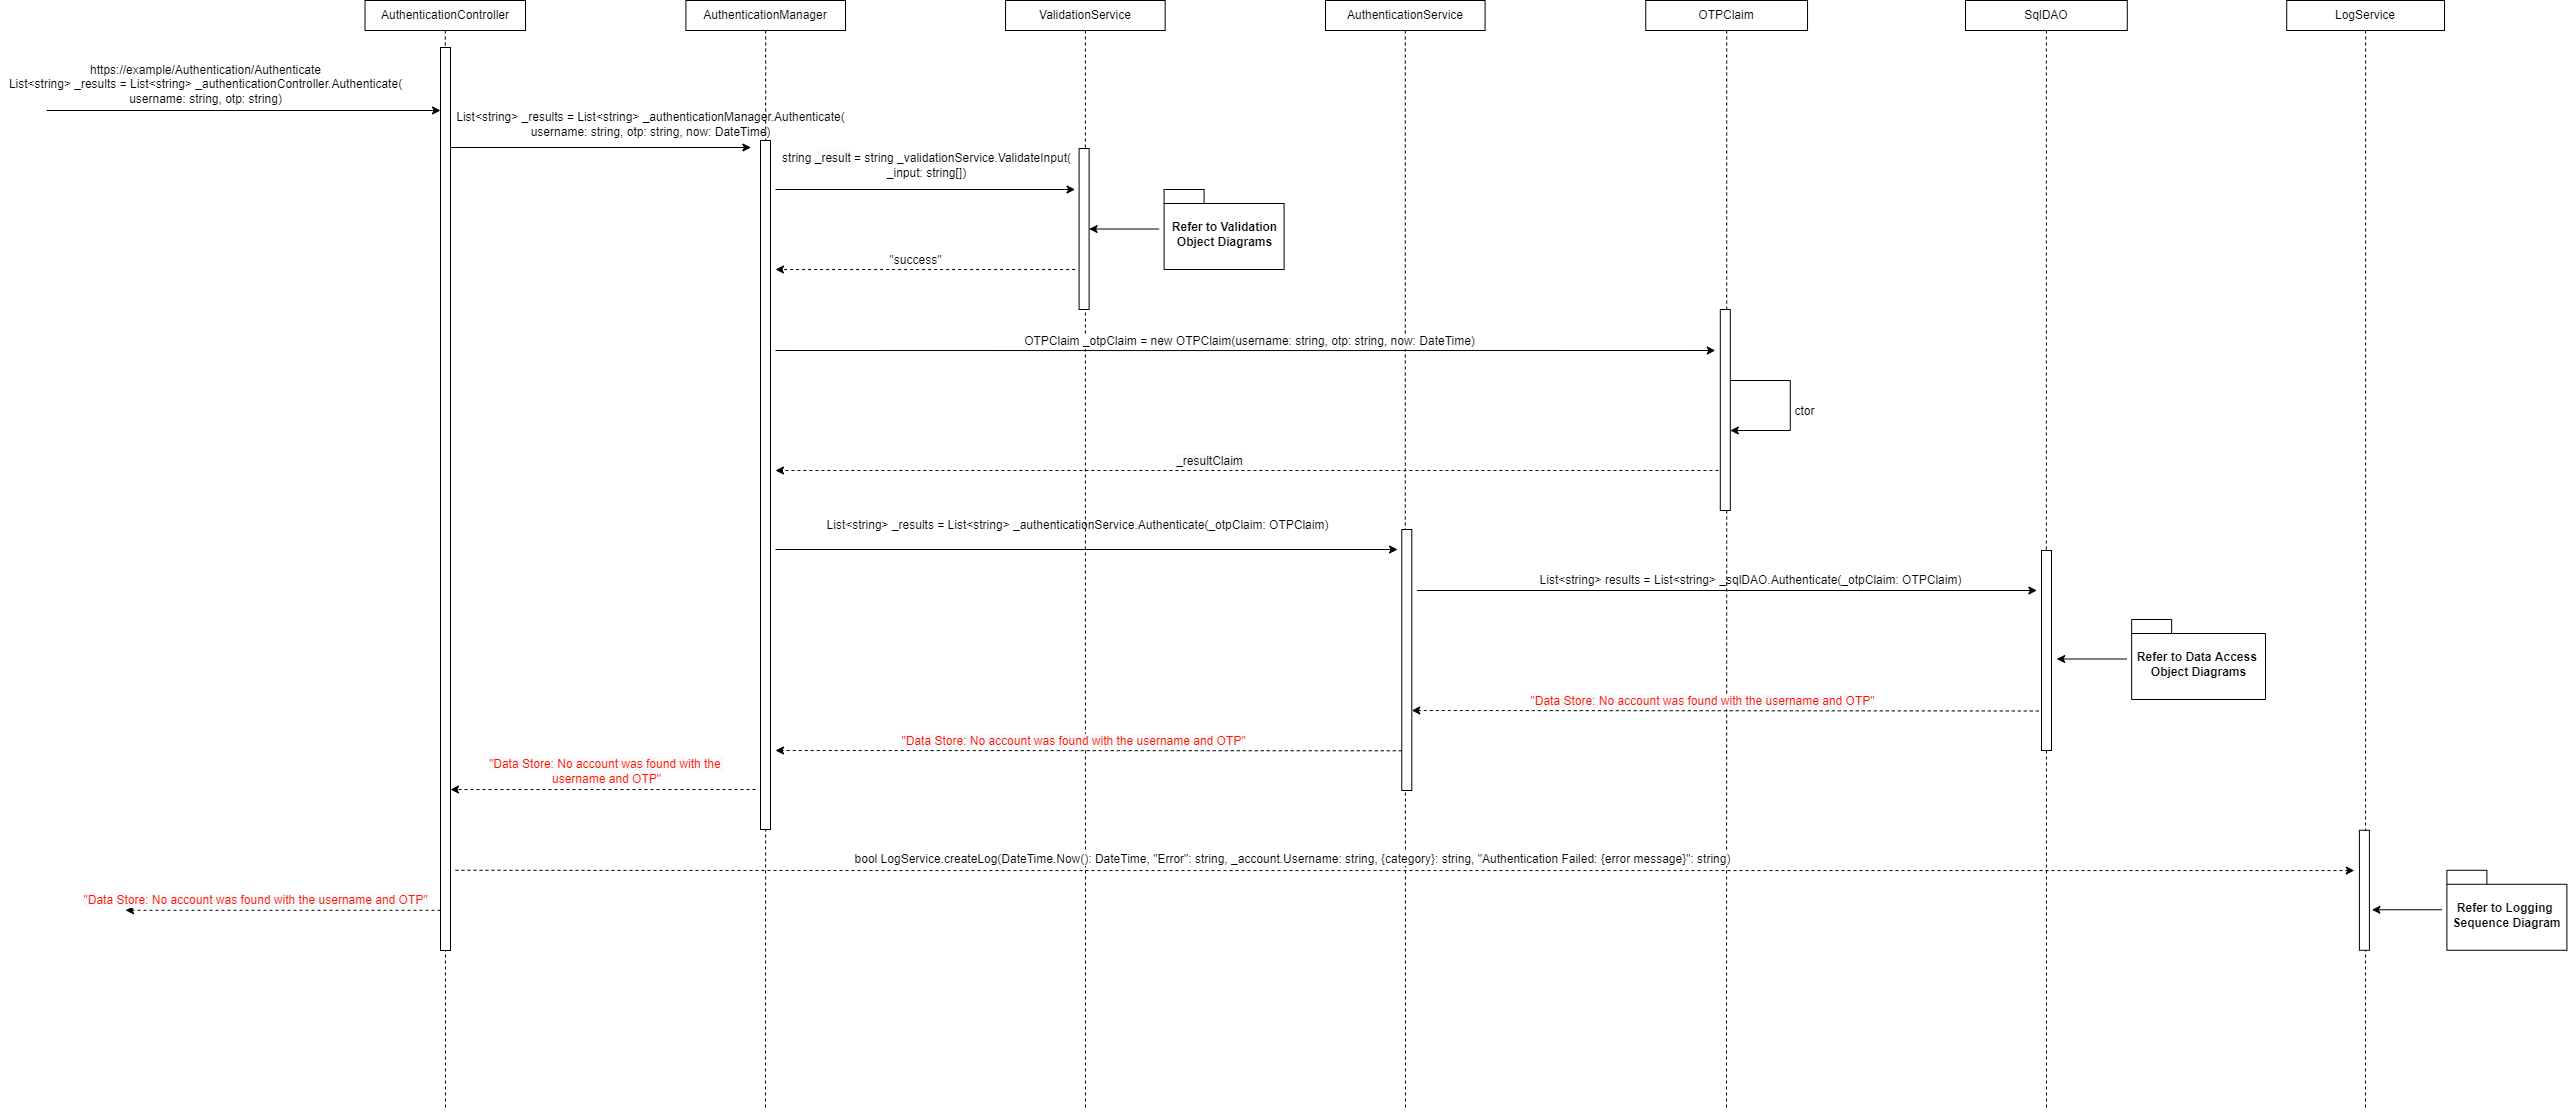 AuthenticationController
AuthenticationManager
ValidationService
AuthenticationService
OTPClaim
SqlDAO
LogService
https://example/Authentication/Authenticate
List<string> _results = List<string> _authenticationController.Authenticate(
username: string, otp: string)
List<string> _results = List<string> _authenticationManager.Authenticate(
username: string, otp: string, now: DateTime)
string _result = string _validationService.ValidateInput(
_input: string[])
Refer to Validation
Object Diagrams
"success"
OTPClaim _otpClaim = new OTPClaim(username: string, otp: string, now: DateTime)
ctor
_resultClaim
List<string> _results = List<string> _authenticationService.Authenticate(_otpClaim: OTPClaim)
List<string> results = List<string> _sqlDAO.Authenticate(_otpClaim: OTPClaim)
Refer to Data Access
Object Diagrams
"Data Store: No account was found with the username and OTP"
"Data Store: No account was found with the username and OTP"
"Data Store: No account was found with the
username and OTP"
bool LogService.createLog(DateTime.Now(): DateTime, "Error": string, _account.Username: string, {category}: string, "Authentication Failed: {error message}": string)
"Data Store: No account was found with the username and OTP"
Refer to Logging
Sequence Diagram